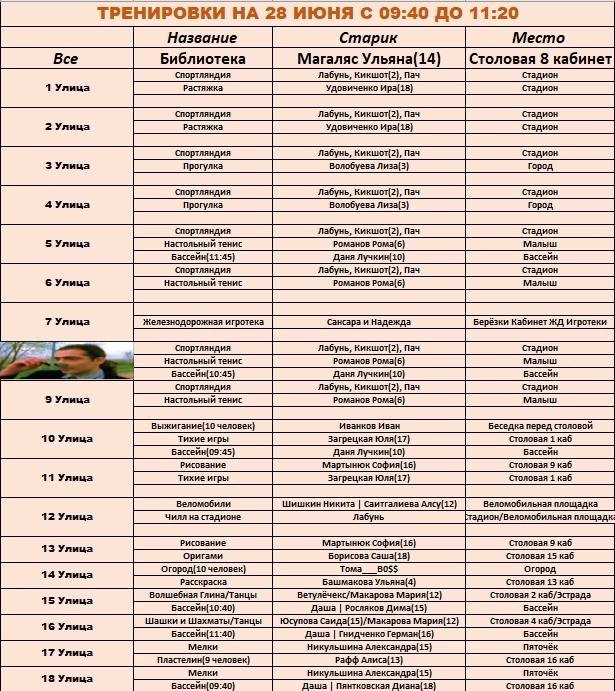 ТРЕНИРОВКИ НА 28 ИЮНЯ С 09:40 ДО 11:20
Название Старик Место
Все Библиотека Магаляс Ульяна(14) Столовая 8 кабинет
1 Улица
Спортляндия Лабунь, Кикшот(2), Пач Стадион
Растяжка Удовиченко Ира(18) Стадион
2 Улица
Спортляндия Лабунь, Кикшот(2), Пач Стадион
Растяжка Удовиченко Ира(18) Стадион
3 Улица
Спортляндия Лабунь, Кикшот(2), Пач Стадион
Прогулка Волобуева Лиза(3) Город
4 Улица
Спортляндия Лабунь, Кикшот(2), Пач Стадион
Прогулка Волобуева Лиза(3) Город
5 Улица
Спортляндия Лабунь, Кикшот(2), Пач Стадион
Настольный тенис Романов Рома(6) Малыш
Бассейн(11:45) Даня Лучкин(10) Бассейн
6 Улица
Спортляндия Лабунь, Кикшот(2), Пач Стадион
Настольный тенис Романов Рома(6) Малыш
7 Улица
Железнодорожная игротека Сансара и Надежда Берёзки Кабинет ЖД Игротеки
Спортляндия Лабунь, Кикшот(2), Пач Стадион
Настольный тенис Романов Рома(6) Малыш
Бассейн(10:45) Даня Лучкин(10) Бассейн
9 Улица
Спортляндия Лабунь, Кикшот(2), Пач Стадион
Настольный тенис Романов Рома(6) Малыш
10 Улица
Выжигание(10 человек) Иванков Иван Беседка перед столовой
Тихие игры Загрецкая Юля(17) Столовая 1 каб
Бассейн(09:45) Даня Лучкин(10) Бассейн
11 Улица
Рисование Мартынюк София(16) Столовая 9 каб
Тихие игры Загрецкая Юля(17) Столовая 1 каб
12 Улица
Веломобили Шишкин Никита | Саитгалиева Алсу(12) Веломобильная площадка
Чилл на стадионе Лабунь Стадион/Веломобильная площадка
13 Улица
Рисование Мартынюк София(16) Столовая 9 каб
Оригами Борисова Саша(18) Столовая 15 каб
14 Улица
Огород(10 человек) Тома___B0$$ Огород
Расскраска Башмакова Ульяна(4) Столовая 13 каб
15 Улица
Волшебная Глина/Танцы Ветулёчекс/Макарова Мария(12) Столовая 2 каб/Эстрада
Бассейн(10:40) Даша | Росляков Дима(15) Бассейн
16 Улица
Шашки и Шахматы/Танцы Юсупова Саида(15)/Макарова Мария(12) Столовая 4 каб/Эстрада
Бассейн(11:40) Даша | Гнидченко Герман(16) Бассейн
17 Улица
Мелки Никульшина Александра(15) Пяточёк
Пластелин(9 человек) Рафф Алиса(13) Столовая 16 каб
18 Улица
Мелки Никульшина Александра(15) Пяточёк
Бассейн(09:40) Даша | Пянтковская Диана(18) Столовая 16 каб